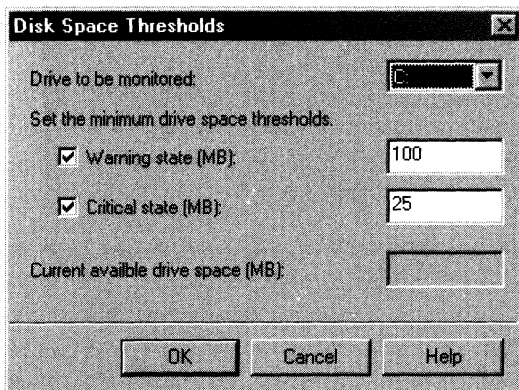 Disk Space Thresholds
Drive to be monitored: C:
Set the minimum drive space thresholds.
Warning state (MB): 100
Critical state (MB): 25
Current availble drive space (MB):
OK Cancel Help